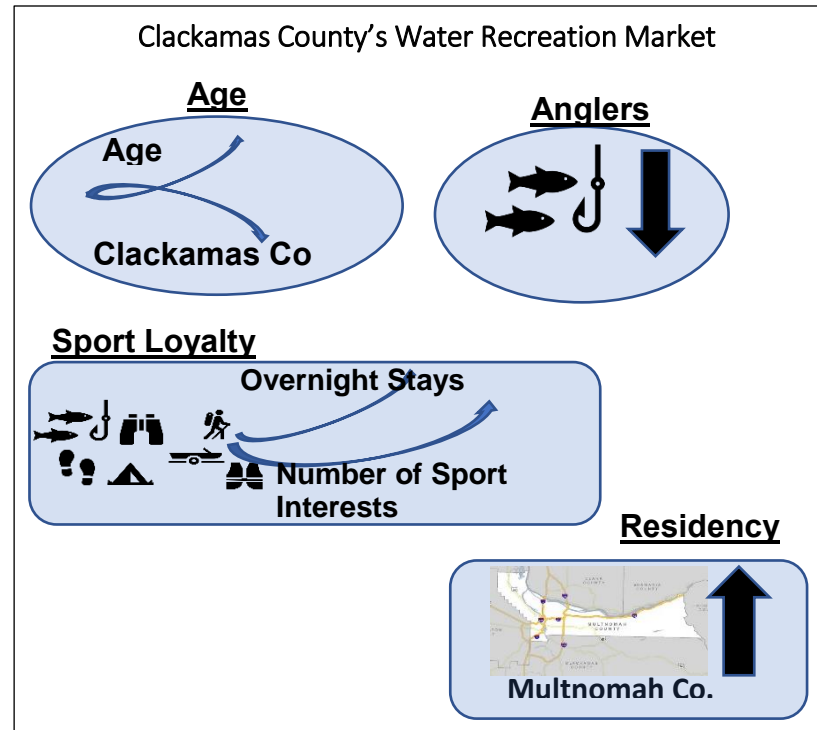 Clackamas County's Water Recreation Market
Age
Age
Clackamas Co
Anglers
Sport Loyalty
Overnight Stays
Number of Sport
Interests
Residency
MULTNOMAH
COUNTY
Multnomah Co.